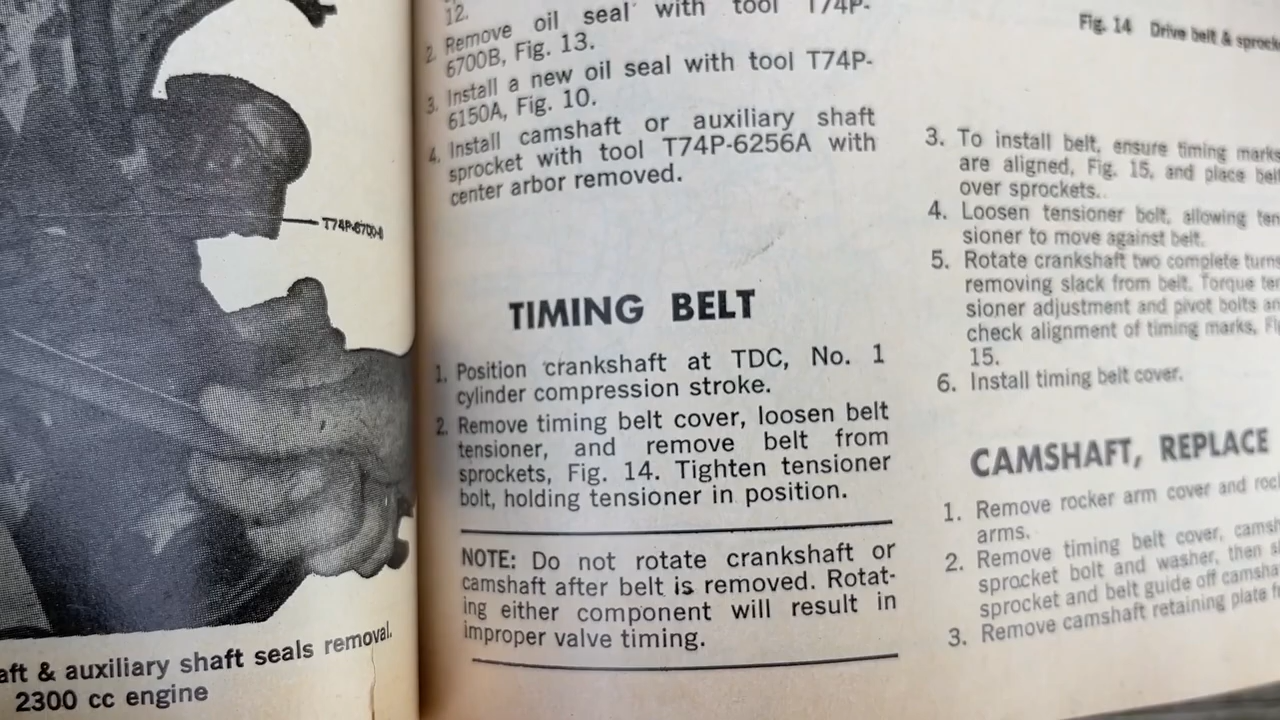 12.
2. Remove oil seal with tool T74P-
6700B, Fig. 13.
3. Install a new oil seal with tool T74P-
6150A, Fig. 10.
4. Install camshaft or auxiliary shaft
sprocket with tool T74P-6256A with
center arbor removed.
TIMING BELT
1. Position crankshaft at TDC, No. 1
cylinder compression stroke.
2. Remove timing belt cover, loosen belt
tensioner, and remove belt from
sprockets, Fig. 14. Tighten tensioner
bolt, holding tensioner in position.
NOTE: Do not rotate crankshaft or
camshaft after belt is removed. Rotat-
ing either component will result in
improper valve timing.
Fig. 14 Drive belt & sprock
3. To install belt, ensure timing marks
are aligned, Fig. 15, and place belt
over sprockets.
4. Loosen tensioner bolt, allowing ten
sioner to move against belt.
5. Rotate crankshaft two complete turns
removing slack from belt. Torque ten
sioner adjustment and pivot bolts an
check alignment of timing marks, Fi
15.
6. Install timing belt cover.
CAMSHAFT, REPLACE
1. Remove rocker arm cover and rock
arms.
2. Remove timing belt cover, camsh
sprocket bolt and washer, then sl
sprocket and belt guide off camsha
3. Remove camshaft retaining plate fr
T74P-6700-B
aft & auxiliary shaft seals removal.
2300 cc engine